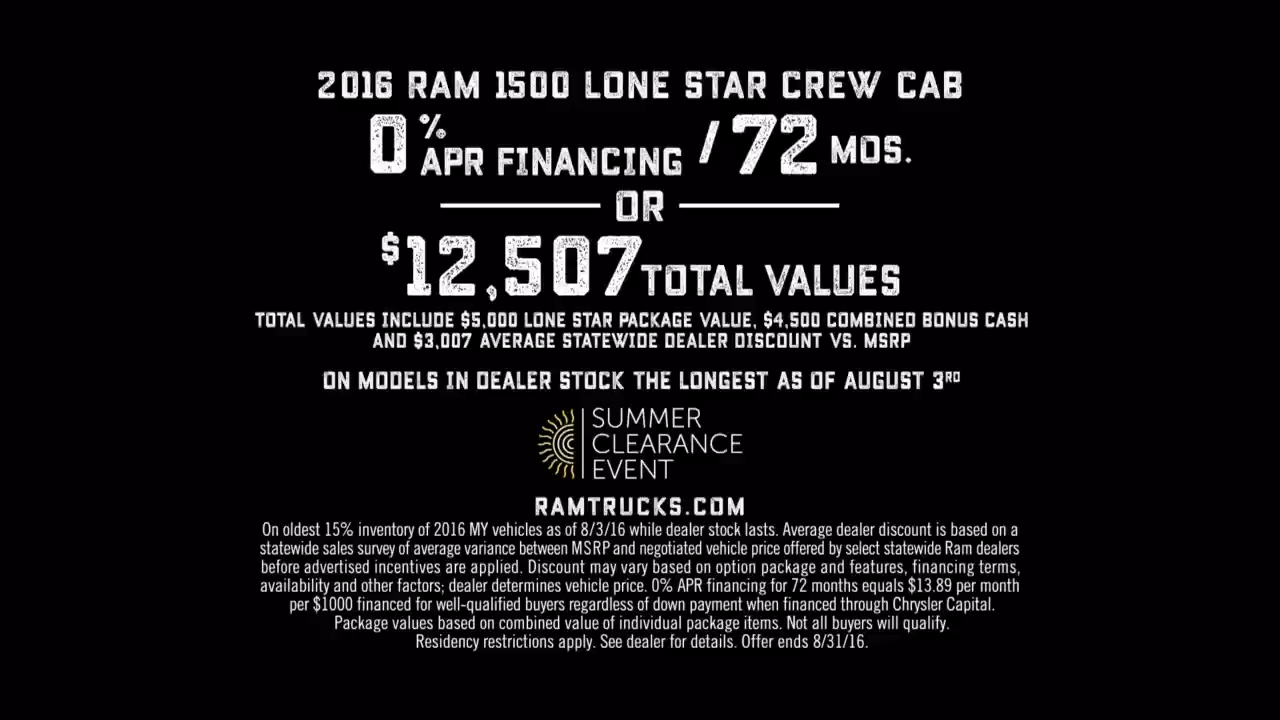 2016 RAM 1500 LONE STAR CREW CAB
0% APR FINANCING / 72 MOS.
OR
$12,507 TOTAL VALUES
TOTAL VALUES INCLUDE $5,000 LONE STAR PACKAGE VALUE, $4,500 COMBINED BONUS CASH
AND $3,007 AVERAGE STATEWIDE DEALER DISCOUNT VS. MSRP
ON MODELS IN DEALER STOCK THE LONGEST AS OF AUGUST 3RD
SUMMER
CLEARANCE
EVENT
RAMTRUCKS.COM
On oldest 15% inventory of 2016 MY vehicles as of 8/3/16 while dealer stock lasts. Average dealer discount is based on a
statewide sales survey of average variance between MSRP and negotiated vehicle price offered by select statewide Ram dealers
before advertised incentives are applied. Discount may vary based on option package and features, financing terms,
availability and other factors; dealer determines vehicle price. 0% APR financing for 72 months equals $13.89 per month
per $1000 financed for well-qualified buyers regardless of down payment when financed through Chrysler Capital.
Package values based on combined value of individual package items. Not all buyers will qualify.
Residency restrictions apply. See dealer for details. Offer ends 8/31/16.